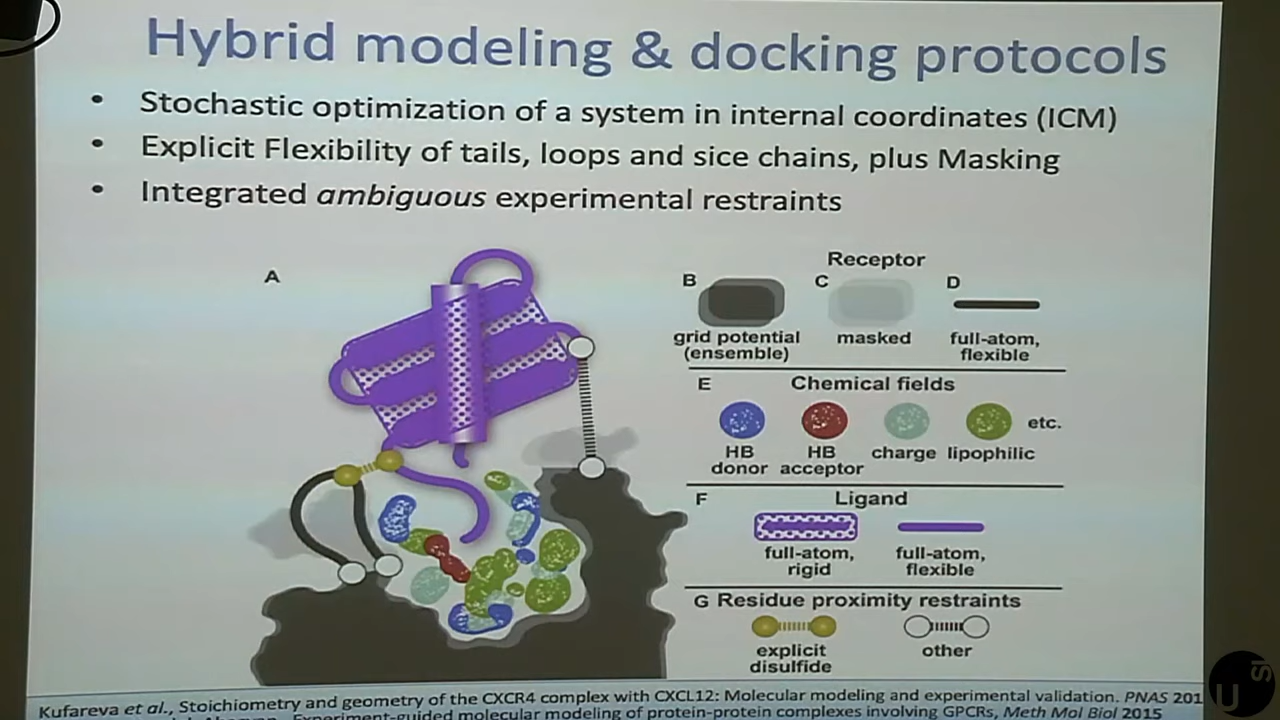 Hybrid modeling & docking protocols
• Stochastic optimization of a system in internal coordinates (ICM)
• Explicit Flexibility of tails, loops and sice chains, plus Masking
• Integrated ambiguous experimental restraints
A
Receptor
B C D
grid potential (ensemble)
masked
full-atom, flexible
E Chemical fields
etc.
HB donor
HB acceptor
charge
lipophilic
F Ligand
full-atom, rigid
full-atom, flexible
G Residue proximity restraints
explicit disulfide
other
Kufareva et al., Stoichiometry and geometry of the CXCR4 complex with CXCL12: Molecular modeling and experimental validation. PNAS 201
Experiment-guided molecular modeling of protein-protein complexes involving GPCRs, Meth Mol Biol 2015
USI